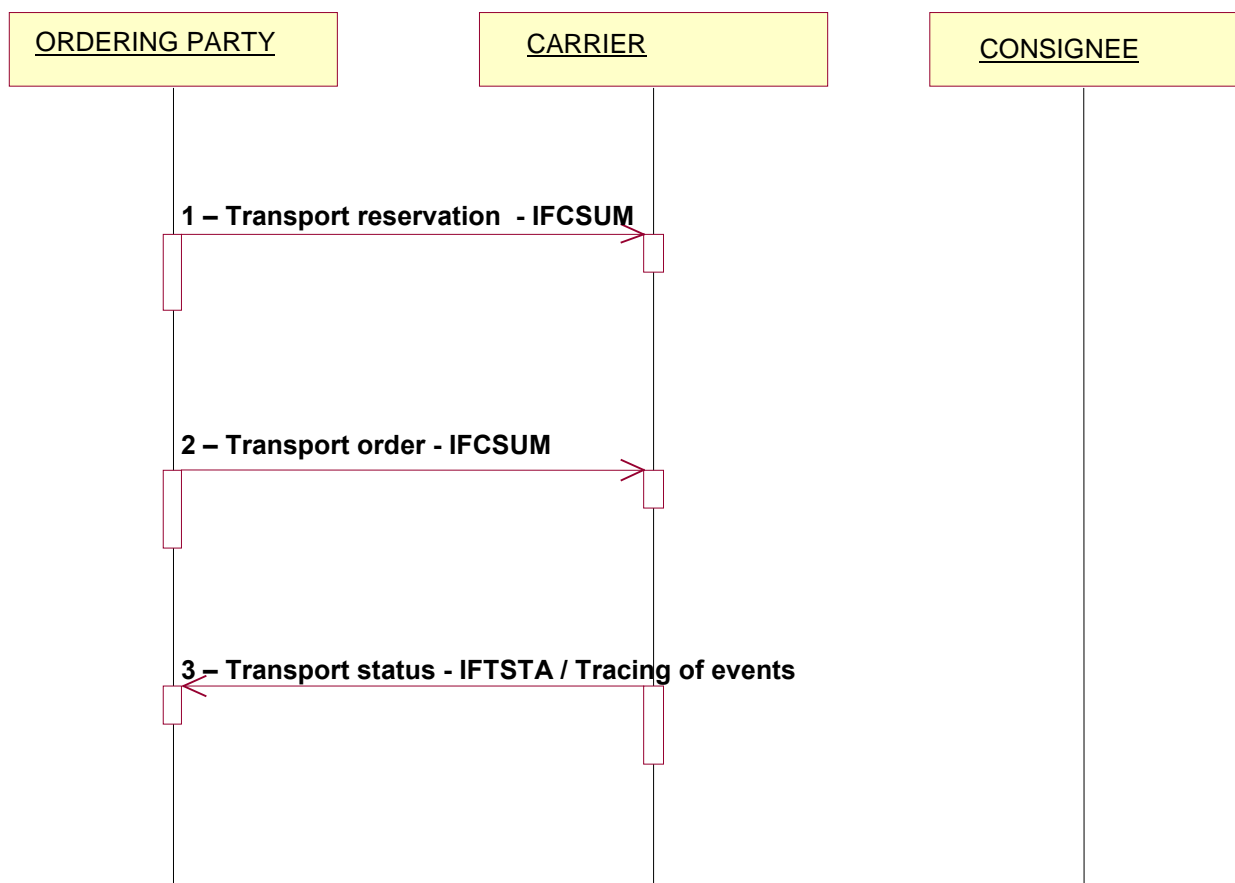 ORDERING PARTY
CARRIER
CONSIGNEE
1 – Transport reservation  - IFCSUM
2 – Transport order - IFCSUM
3 – Transport status - IFTSTA / Tracing of events